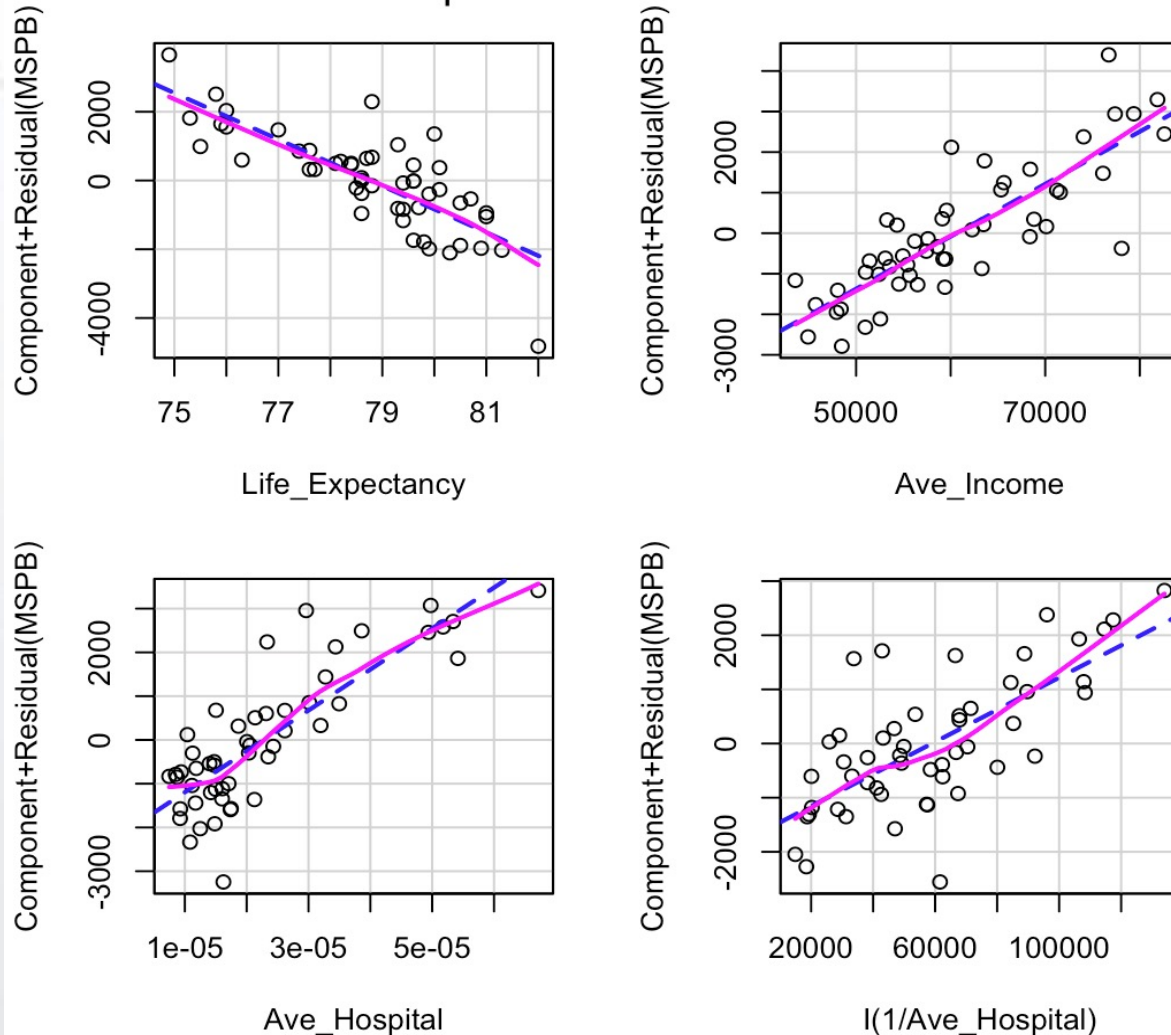 Component+Residual(MSPB)
2000
0
-4000
75 77 79 81
Life_Expectancy
Component+Residual(MSPB)
2000
0
-3000
50000 70000
Ave_Income
Component+Residual(MSPB)
2000
0
-3000
1e-05 3e-05 5e-05
Ave_Hospital
Component+Residual(MSPB)
2000
0
-2000
20000 60000 100000
I(1/Ave_Hospital)